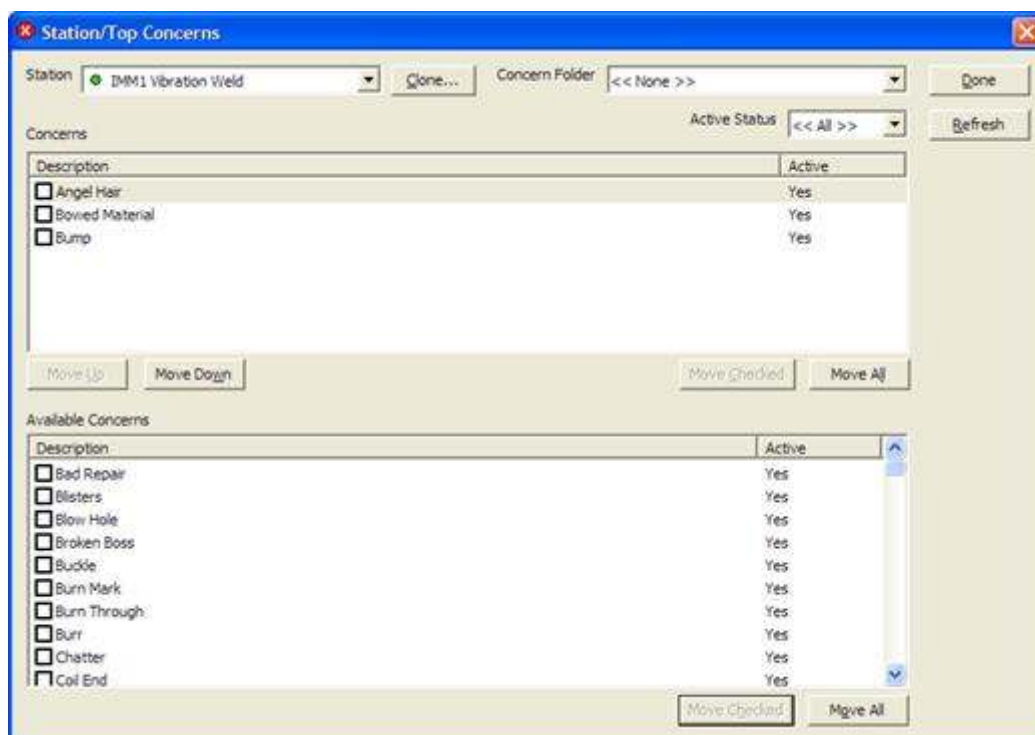 Station/Top Concerns
Station IMM1 Vibration Weld Clone... Concern Folder << None >> Done
Active Status << All >> Refresh
Concerns
Description Active
Angel Hair Yes
Bowed Material Yes
Bump Yes
Move Up Move Down Move Checked Move All
Available Concerns
Description Active
Bad Repair Yes
Blisters Yes
Blow Hole Yes
Broken Boss Yes
Buckle Yes
Burn Mark Yes
Burn Through Yes
Burr Yes
Chatter Yes
Coil End Yes
Move Checked Move All